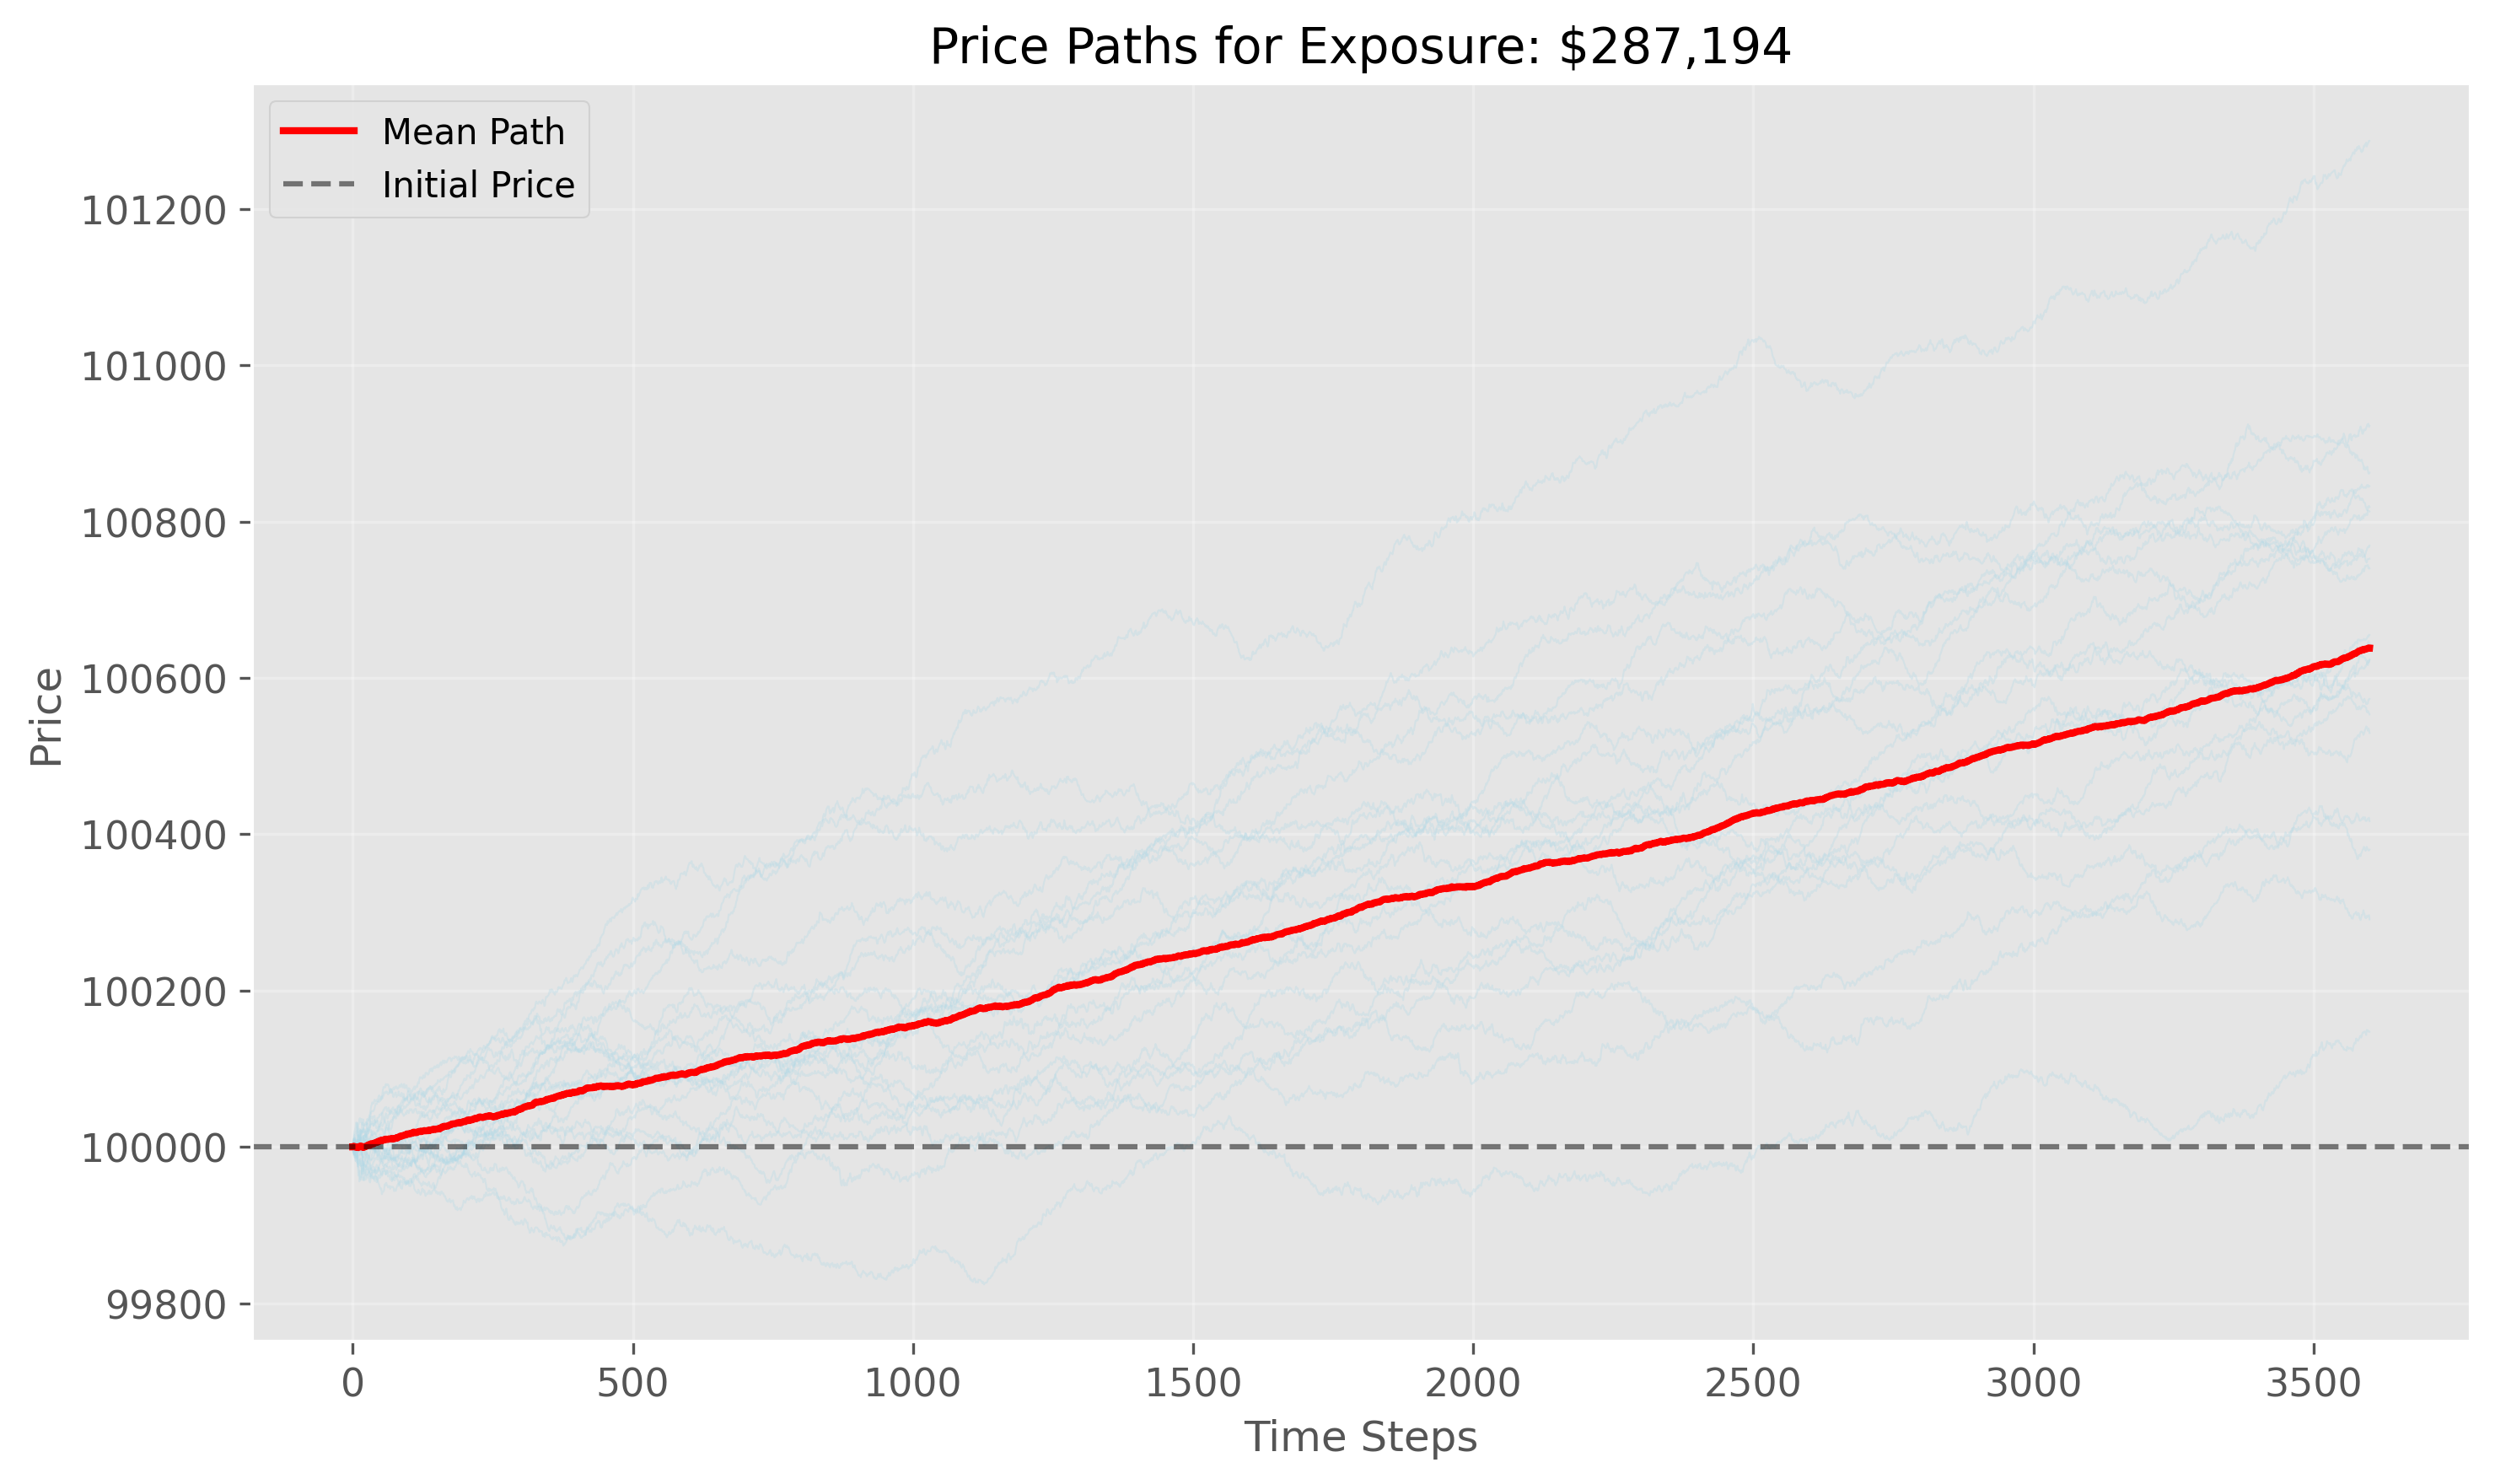 Price Paths for Exposure: $287,194
Mean Path
Initial Price
Price
101200
101000
100800
100600
100400
100200
100000
99800
0 500 1000 1500 2000 2500 3000 3500
Time Steps